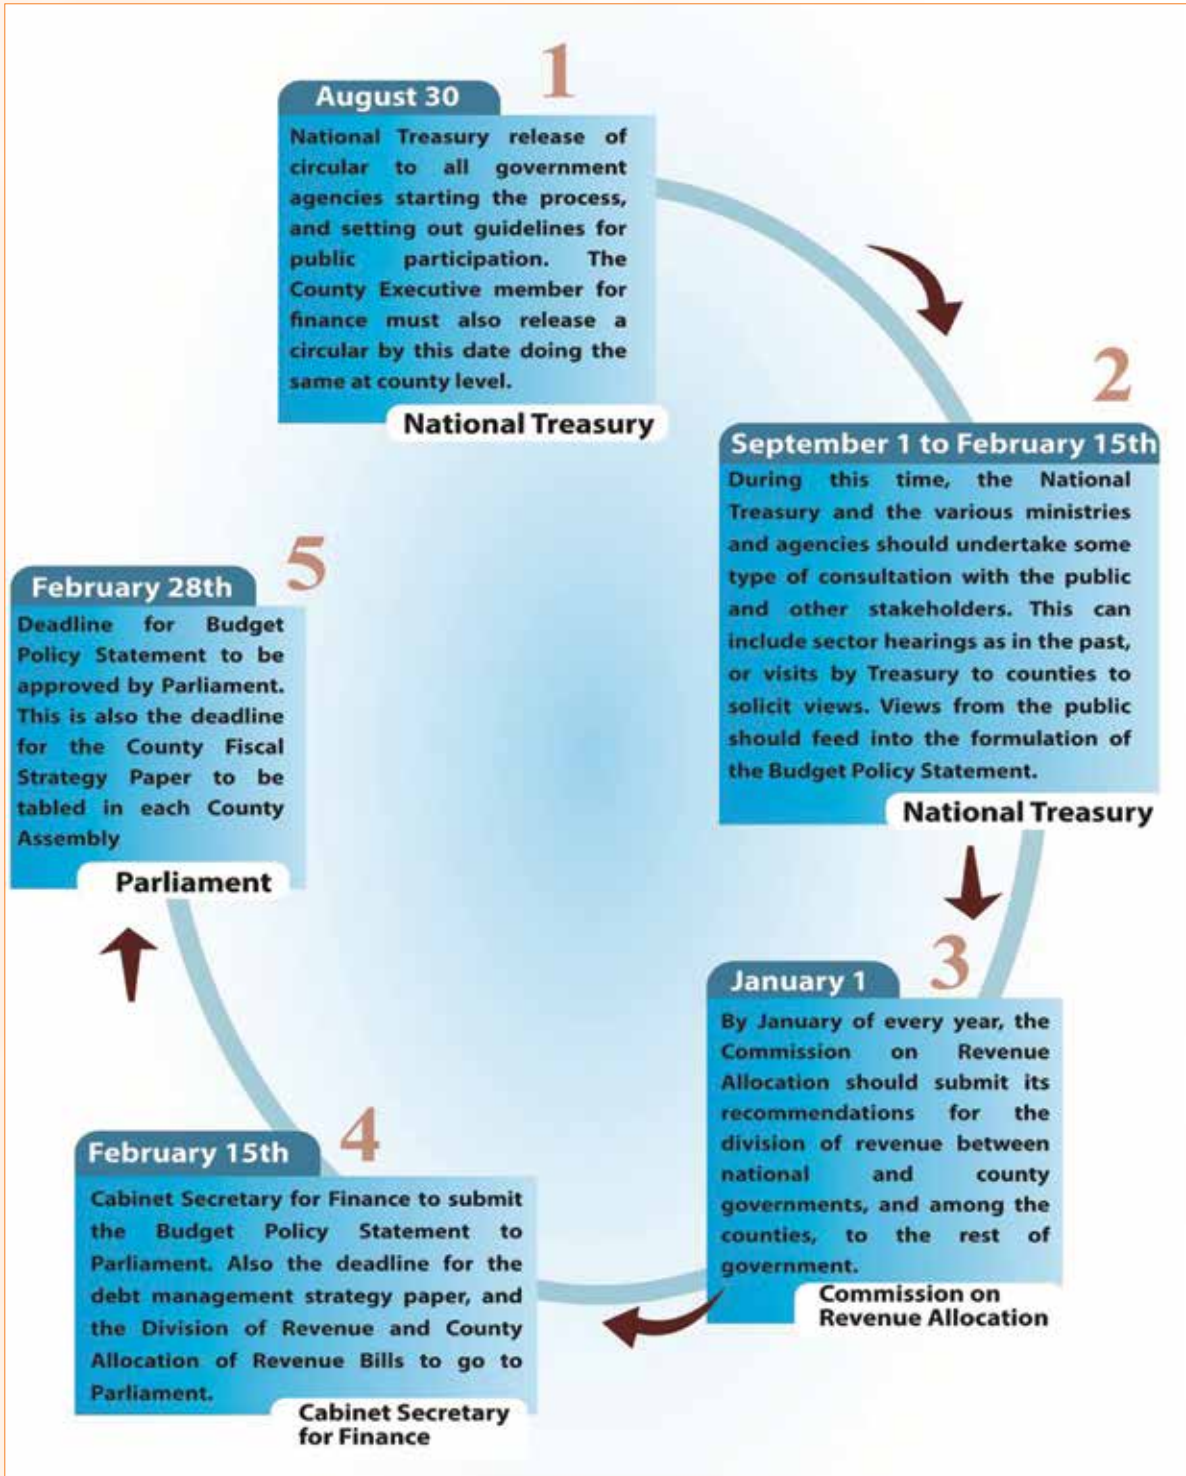 1
August 30
National Treasury release of
circular to all government
agencies starting the process,
and setting out guidelines for
public participation. The
County Executive member for
finance must also release a
circular by this date doing the
same at county level.
National Treasury
2
September 1 to February 15th
During this time, the National
Treasury and the various ministries
and agencies should undertake some
type of consultation with the public
and other stakeholders. This can
include sector hearings as in the past,
or visits by Treasury to counties to
solicit views. Views from the public
should feed into the formulation of
the Budget Policy Statement.
National Treasury
3
January 1
By January of every year, the
Commission on Revenue
Allocation should submit its
recommendations for the
division of revenue between
national and county
governments, and among the
counties, to the rest of
government.
Commission on
Revenue Allocation
4
February 15th
Cabinet Secretary for Finance to submit
the Budget Policy Statement to
Parliament. Also the deadline for the
debt management strategy paper, and
the Division of Revenue and County
Allocation of Revenue Bills to go to
Parliament.
Cabinet Secretary
for Finance
5
February 28th
Deadline for Budget
Policy Statement to be
approved by Parliament.
This is also the deadline
for the County Fiscal
Strategy Paper to be
tabled in each County
Assembly
Parliament